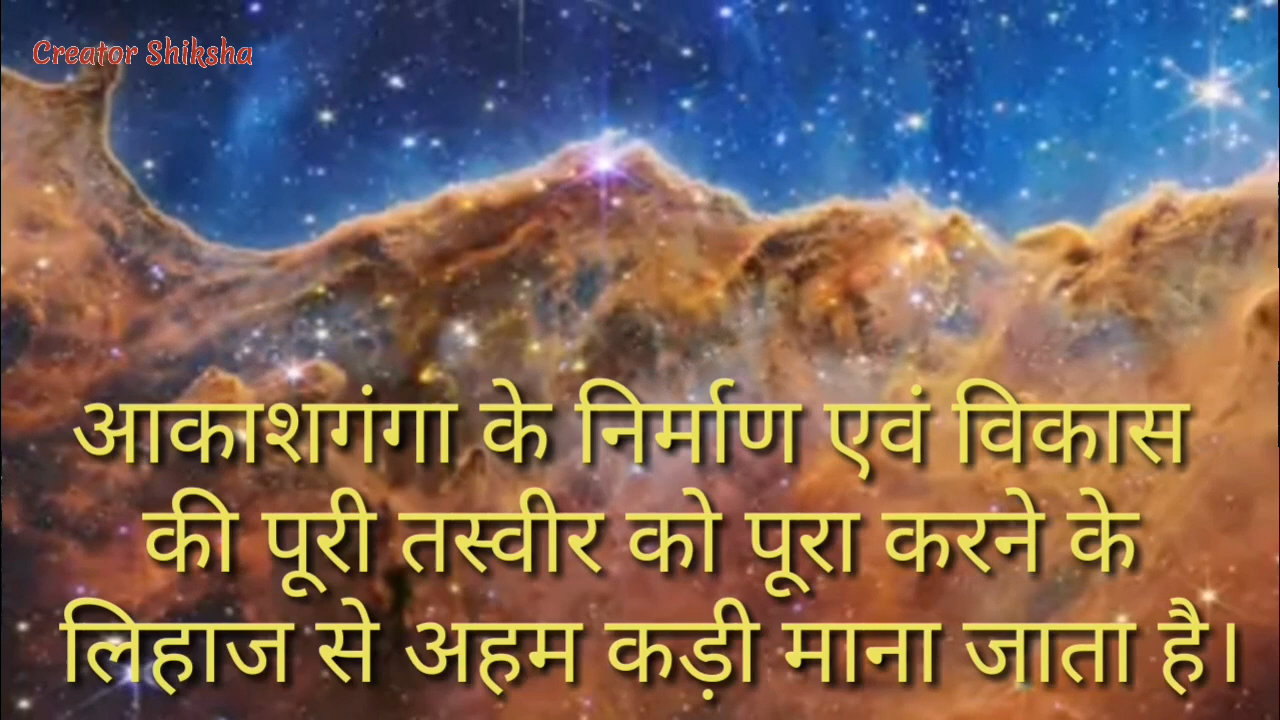 Creator Shiksha
आकाशगंगा के निर्माण एवं विकास
की पूरी तस्वीर को पूरा करने के
लिहाज से अहम कड़ी माना जाता है।